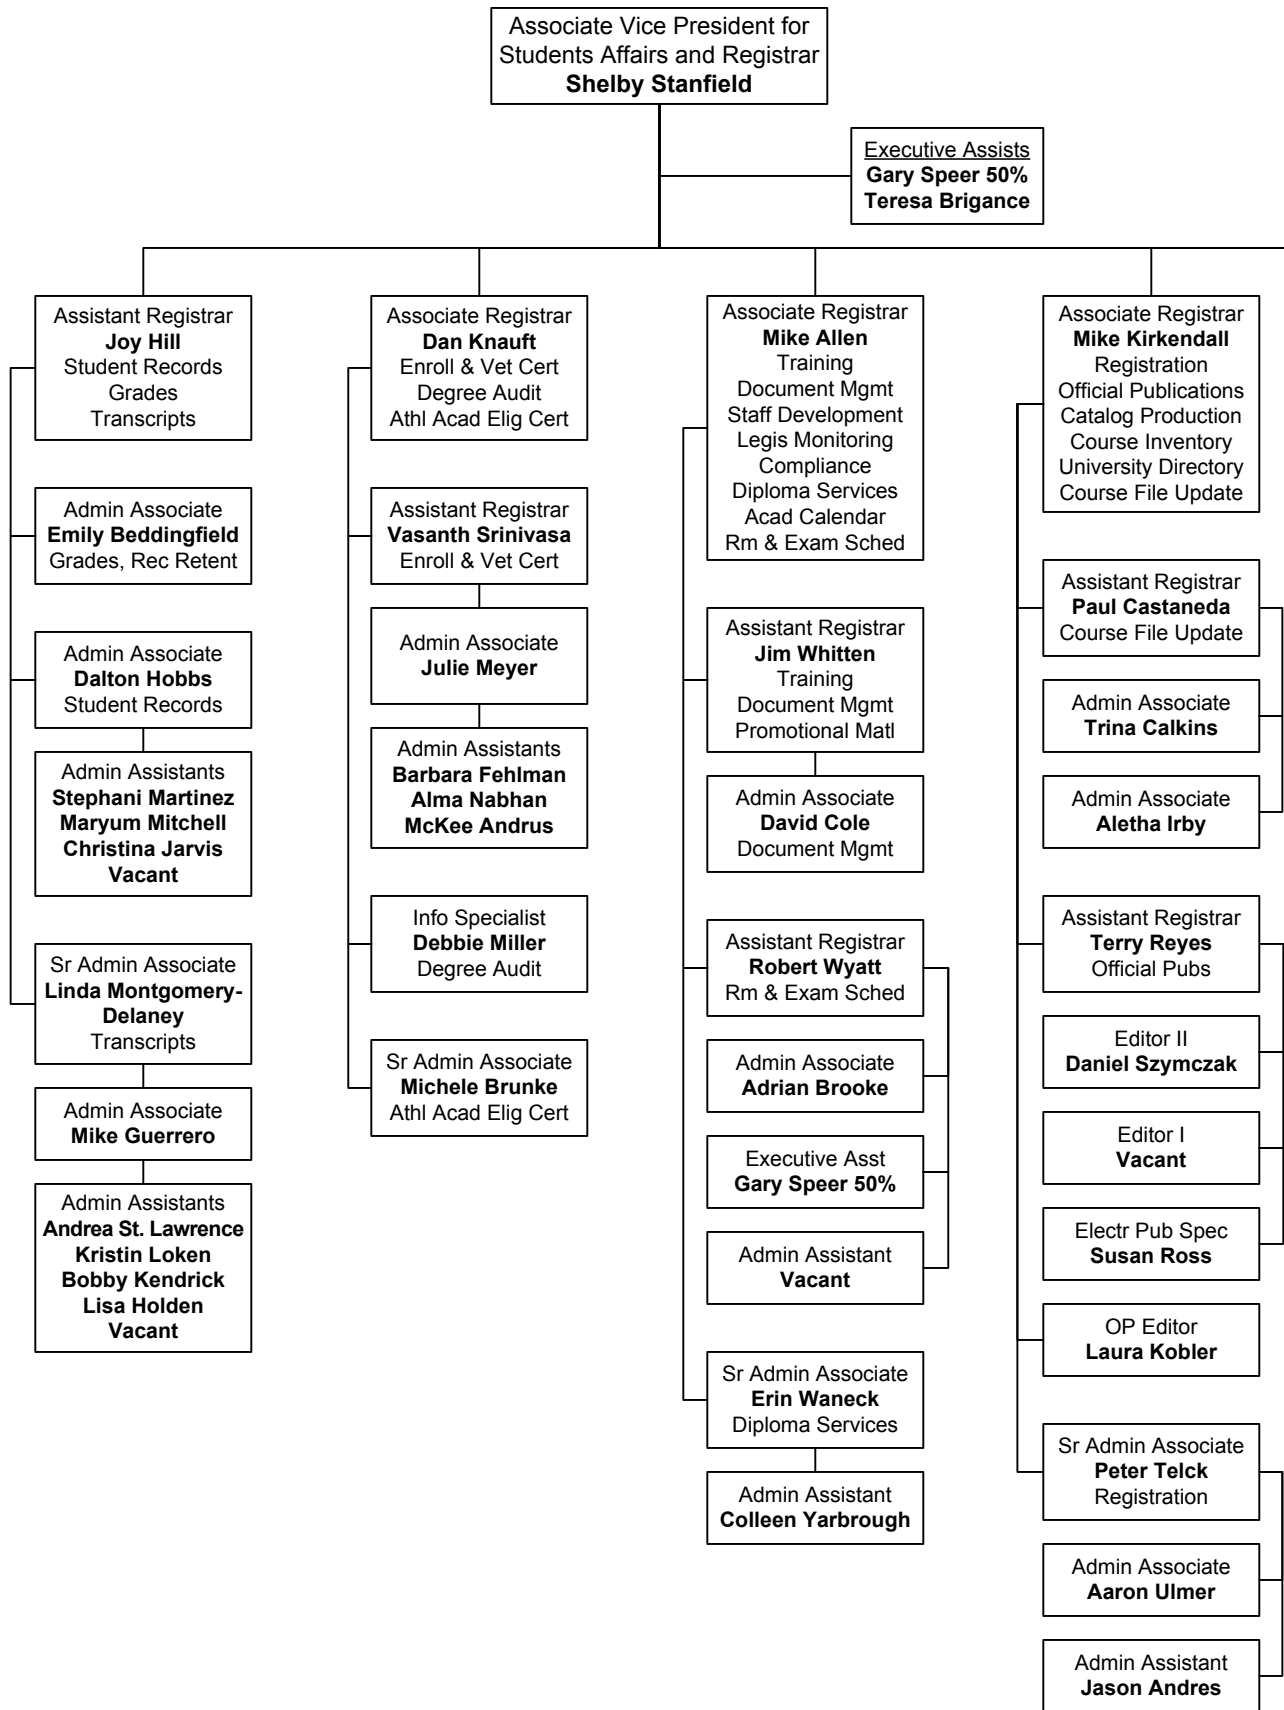 Associate Vice President for
Students Affairs and Registrar
Shelby Stanfield
Executive Assists
Gary Speer 50%
Teresa Brigance
Assistant Registrar
Joy Hill
Student Records
Grades
Transcripts
Admin Associate
Emily Beddingfield
Grades, Rec Retent
Admin Associate
Dalton Hobbs
Student Records
Admin Assistants
Stephani Martinez
Maryum Mitchell
Christina Jarvis
Vacant
Sr Admin Associate
Linda Montgomery-
Delaney
Transcripts
Admin Associate
Mike Guerrero
Admin Assistants
Andrea St. Lawrence
Kristin Loken
Bobby Kendrick
Lisa Holden
Vacant
Associate Registrar
Dan Knauft
Enroll & Vet Cert
Degree Audit
Athl Acad Elig Cert
Assistant Registrar
Vasanth Srinivasa
Enroll & Vet Cert
Admin Associate
Julie Meyer
Admin Assistants
Barbara Fehlman
Alma Nabhan
McKee Andrus
Info Specialist
Debbie Miller
Degree Audit
Sr Admin Associate
Michele Brunke
Athl Acad Elig Cert
Associate Registrar
Mike Allen
Training
Document Mgmt
Staff Development
Legis Monitoring
Compliance
Diploma Services
Acad Calendar
Rm & Exam Sched
Assistant Registrar
Jim Whitten
Training
Document Mgmt
Promotional Matl
Admin Associate
David Cole
Document Mgmt
Assistant Registrar
Robert Wyatt
Rm & Exam Sched
Admin Associate
Adrian Brooke
Executive Asst
Gary Speer 50%
Admin Assistant
Vacant
Sr Admin Associate
Erin Waneck
Diploma Services
Admin Assistant
Colleen Yarbrough
Associate Registrar
Mike Kirkendall
Registration
Official Publications
Catalog Production
Course Inventory
University Directory
Course File Update
Assistant Registrar
Paul Castaneda
Course File Update
Admin Associate
Trina Calkins
Admin Associate
Aletha Irby
Assistant Registrar
Terry Reyes
Official Pubs
Editor II
Daniel Szymczak
Editor I
Vacant
Electr Pub Spec
Susan Ross
OP Editor
Laura Kobler
Sr Admin Associate
Peter Telck
Registration
Admin Associate
Aaron Ulmer
Admin Assistant
Jason Andres